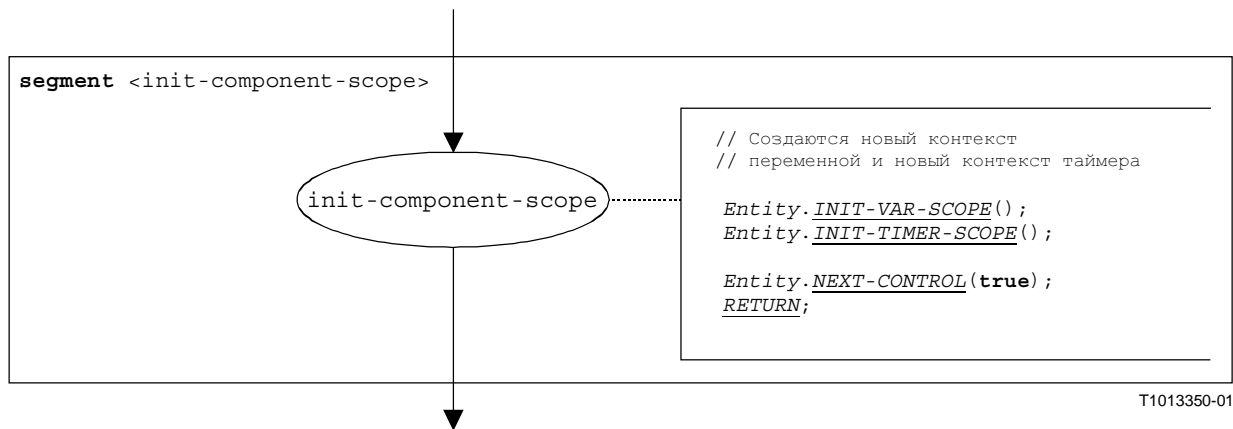 segment <init-component-scope>
init-component-scope
// Создаются новый контекст
// переменной и новый контекст таймера
Entity.INIT-VAR-SCOPE();
Entity.INIT-TIMER-SCOPE();
Entity.NEXT-CONTROL(true);
RETURN;
T1013350-01